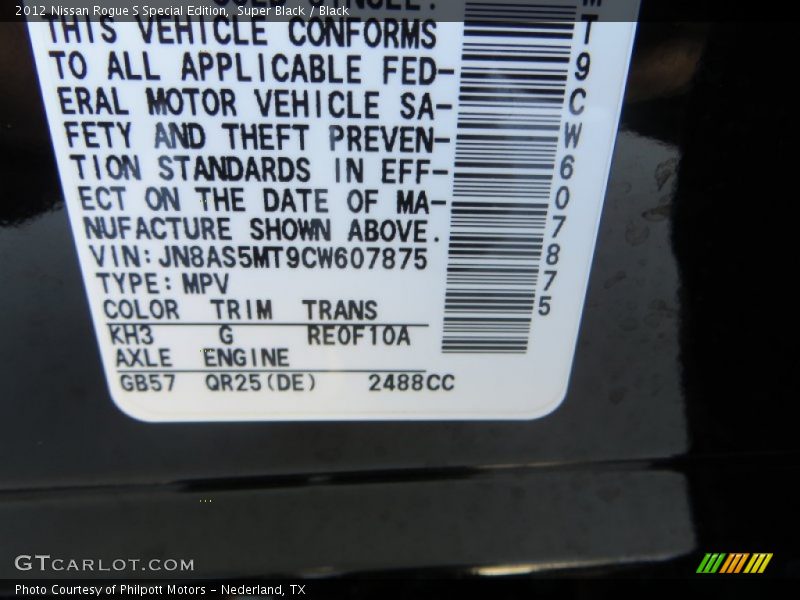 2012 Nissan Rogue S Special Edition,  Super Black / Black
THIS VEHICLE CONFORMS
TO ALL APPLICABLE FED-
ERAL MOTOR VEHICLE SA-
FETY AND THEFT PREVEN-
TION STANDARDS IN EFF-
ECT ON THE DATE OF MA-
NUFACTURE SHOWN ABOVE.
VIN:JN8AS5MT9CW607875
TYPE:MPV
COLOR TRIM TRANS
KH3 G RE0F10A
AXLE ENGINE
GB57 QR25(DE) 2488CC
MT9CW607875
GTCARLOT.COM
Photo Courtesy of Philpott Motors - Nederland, TX